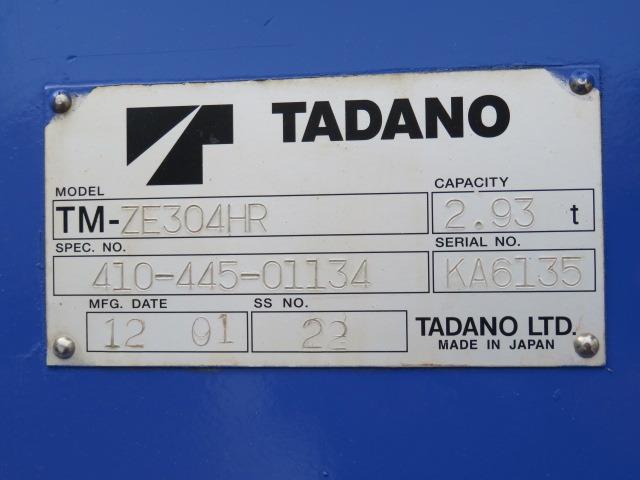 TADANO
MODEL
TM-ZE304HR
CAPACITY
2.93 t
SPEC. NO.
410-445-01134
SERIAL NO.
KA6135
MFG. DATE
12 01
SS NO.
22
TADANO LTD.
MADE IN JAPAN